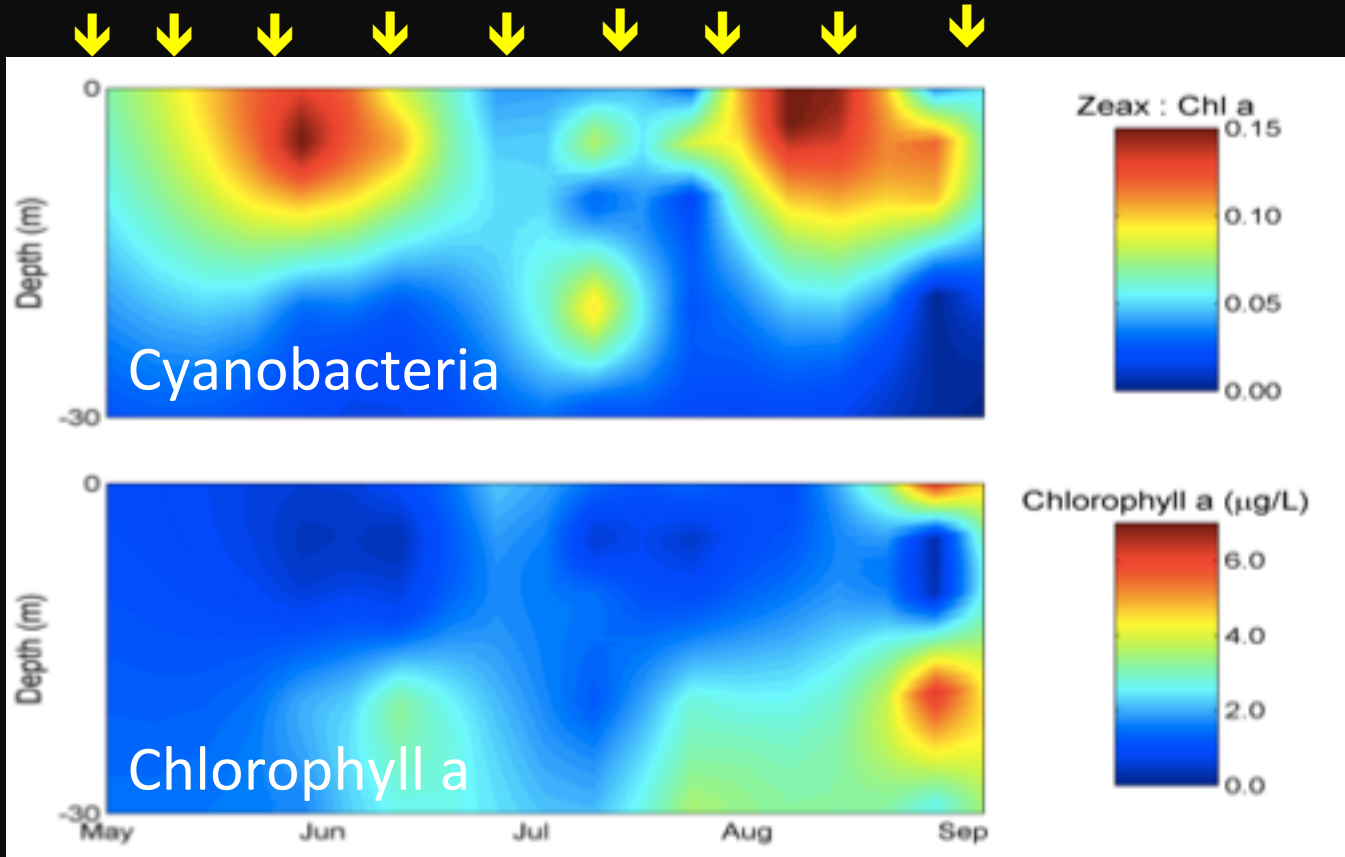 Zeax : Chl a
0
0.15
0.10
Depth (m)
0.05
Cyanobacteria
0.00
-30
0
Chlorophyll a (µg/L)
6.0
4.0
Depth (m)
2.0
Chlorophyll a
0.0
-30
May Jun Jul Aug Sep